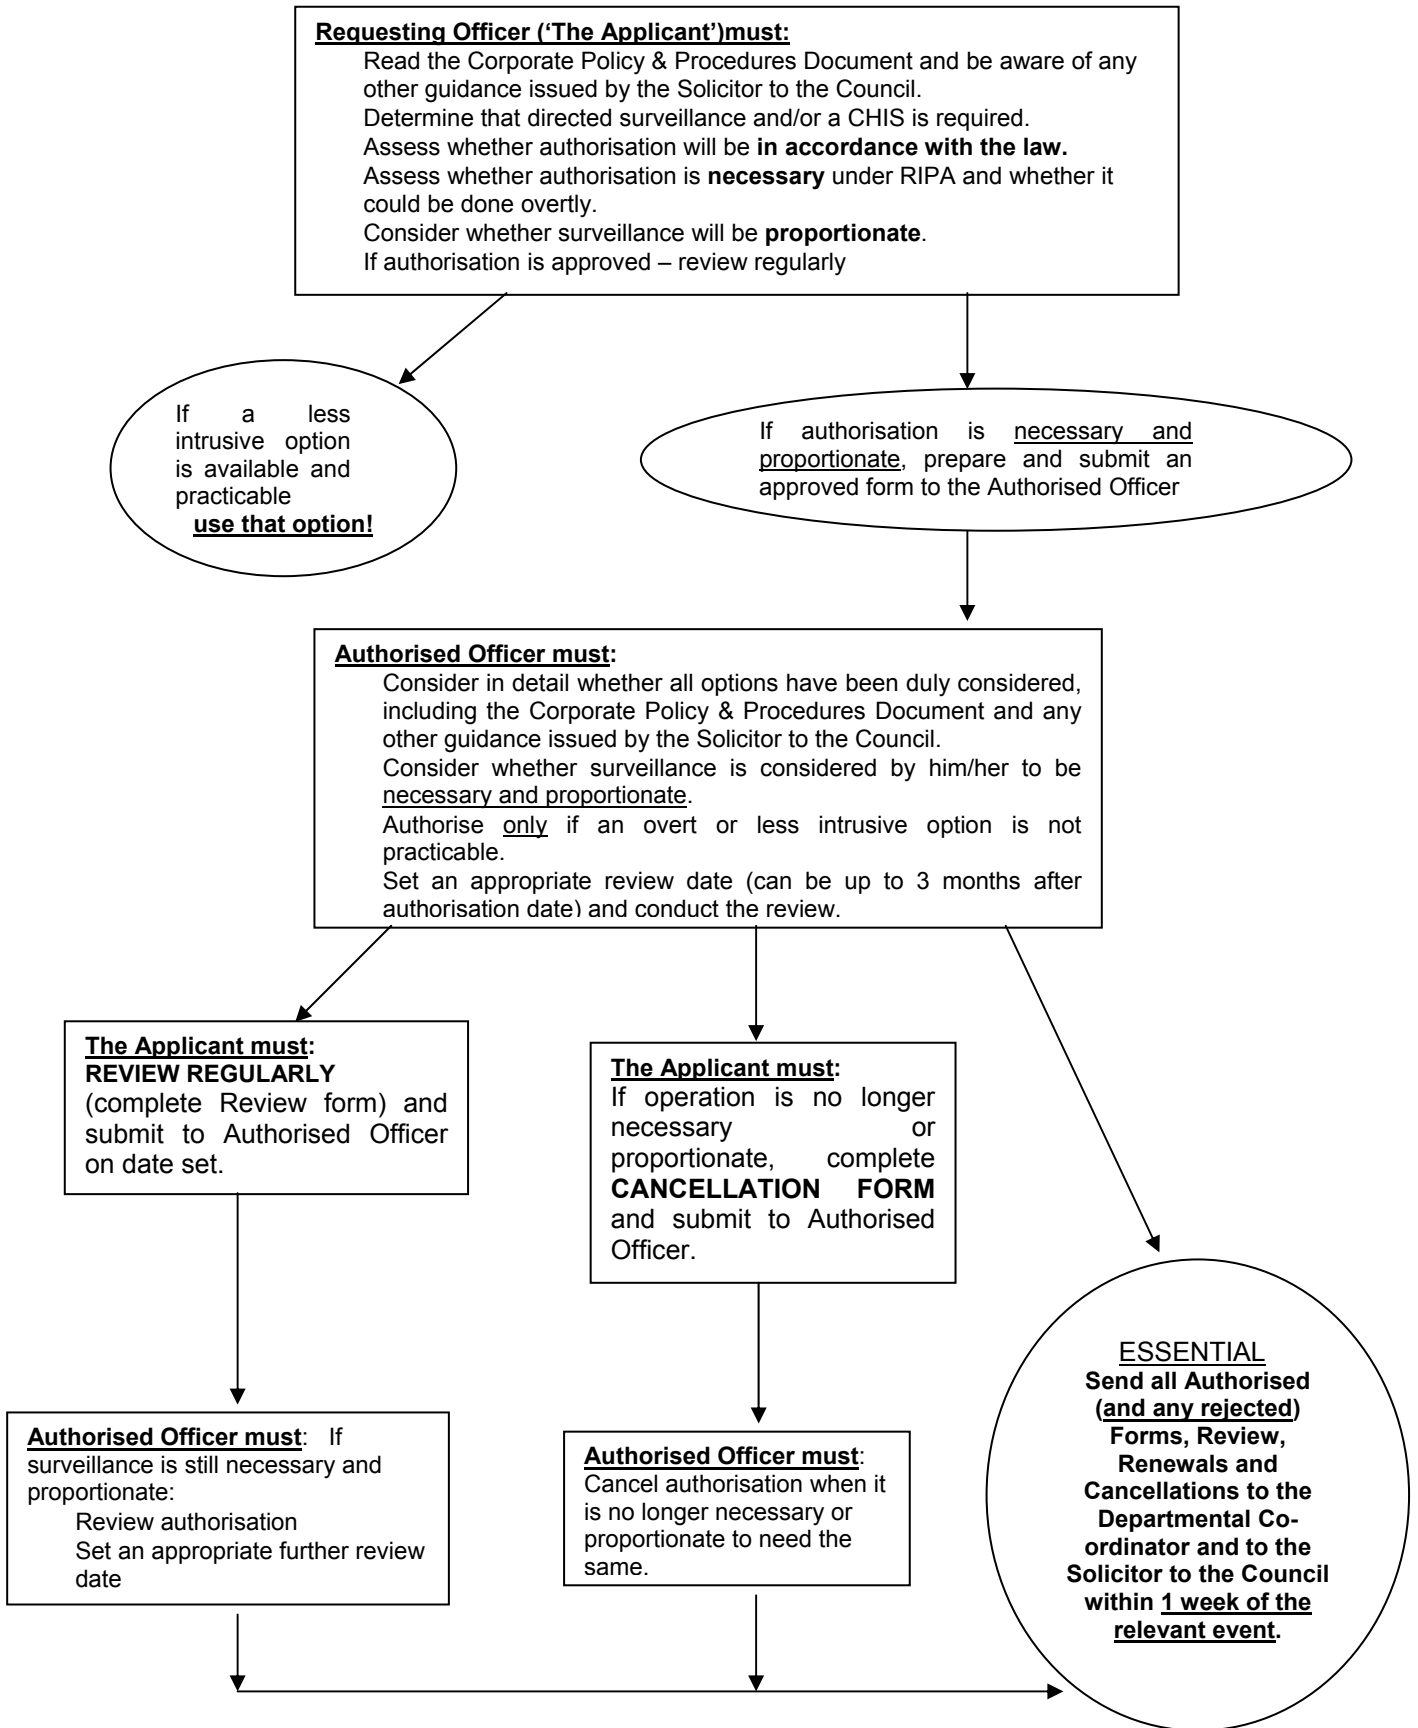 Requesting Officer (‘The Applicant’)must:
Read the Corporate Policy & Procedures Document and be aware of any
other guidance issued by the Solicitor to the Council.
Determine that directed surveillance and/or a CHIS is required.
Assess whether authorisation will be in accordance with the law.
Assess whether authorisation is necessary under RIPA and whether it
could be done overtly.
Consider whether surveillance will be proportionate.
If authorisation is approved – review regularly
If a less
intrusive option
is available and
practicable
use that option!
If authorisation is necessary and
proportionate, prepare and submit an
approved form to the Authorised Officer
Authorised Officer must:
Consider in detail whether all options have been duly considered,
including the Corporate Policy & Procedures Document and any
other guidance issued by the Solicitor to the Council.
Consider whether surveillance is considered by him/her to be
necessary and proportionate.
Authorise only if an overt or less intrusive option is not
practicable.
Set an appropriate review date (can be up to 3 months after
authorisation date) and conduct the review.
The Applicant must:
REVIEW REGULARLY
(complete Review form) and
submit to Authorised Officer
on date set.
The Applicant must:
If operation is no longer
necessary or
proportionate, complete
CANCELLATION FORM
and submit to Authorised
Officer.
Authorised Officer must: If
surveillance is still necessary and
proportionate:
Review authorisation
Set an appropriate further review
date
Authorised Officer must:
Cancel authorisation when it
is no longer necessary or
proportionate to need the
same.
ESSENTIAL
Send all Authorised
(and any rejected)
Forms, Review,
Renewals and
Cancellations to the
Departmental Co-
ordinator and to the
Solicitor to the Council
within 1 week of the
relevant event.